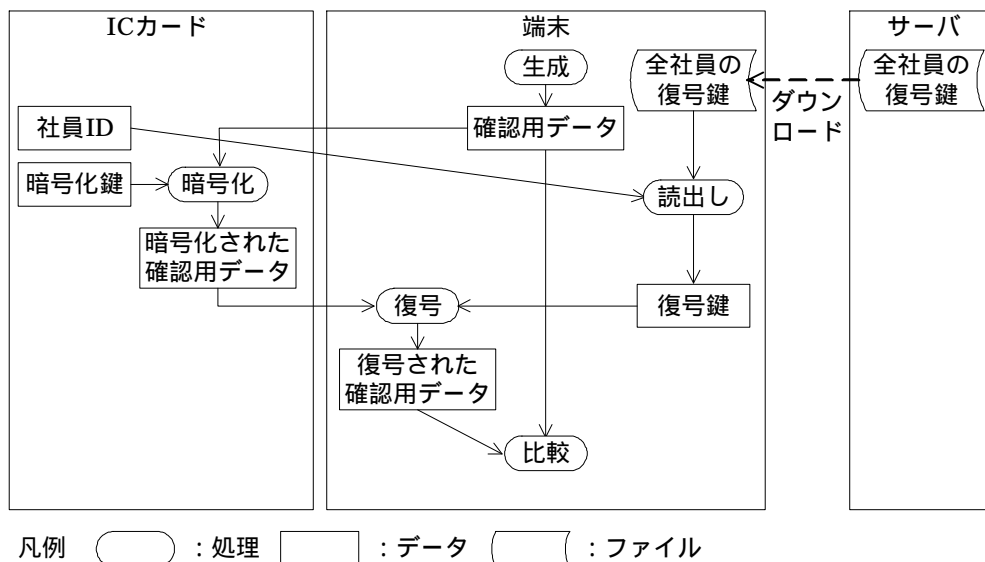 ICカード
端末
サーバ
生成
全社員の
復号鍵
全社員の
復号鍵
ダウン
ロード
社員ID
確認用データ
暗号化鍵
暗号化
読出し
暗号化された
確認用データ
復号
復号鍵
復号された
確認用データ
比較
凡例 ：処理 ：データ ：ファイル